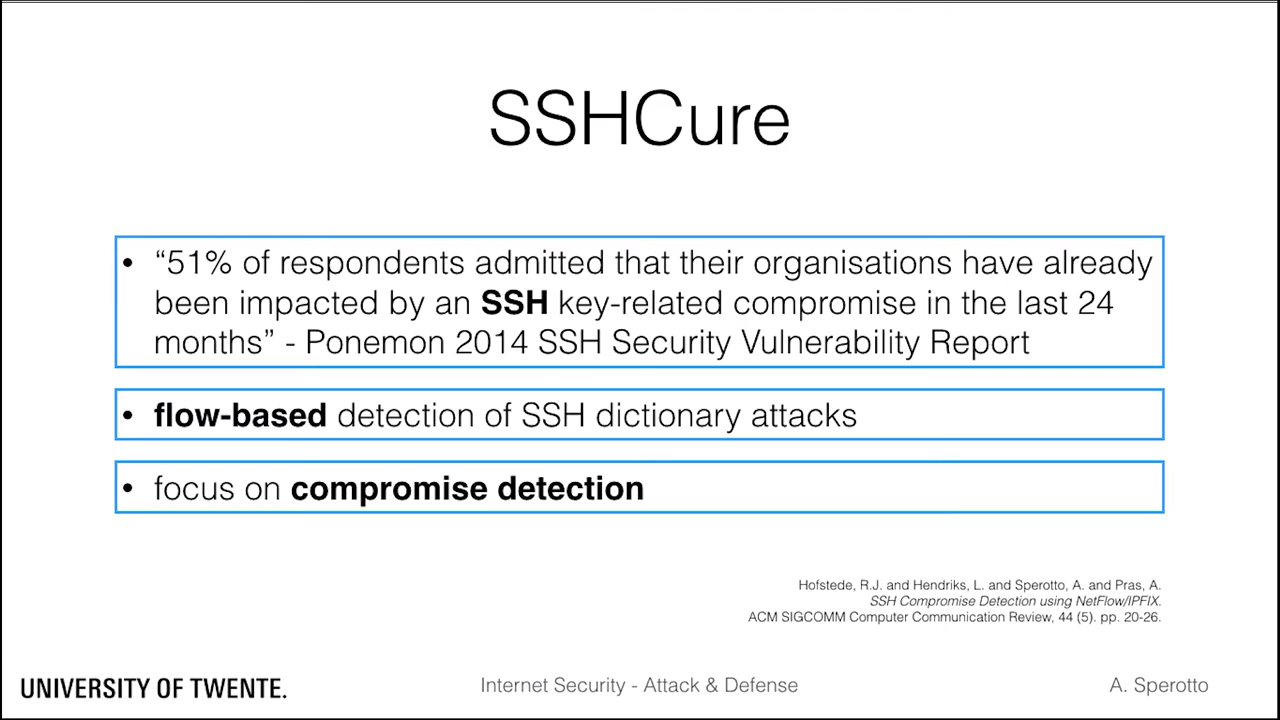 SSHCure
• “51% of respondents admitted that their organisations have already
been impacted by an SSH key-related compromise in the last 24
months” - Ponemon 2014 SSH Security Vulnerability Report
• flow-based detection of SSH dictionary attacks
• focus on compromise detection
Hofstede, R.J. and Hendriks, L. and Sperotto, A. and Pras, A.
SSH Compromise Detection using NetFlow/IPFIX.
ACM SIGCOMM Computer Communication Review, 44 (5). pp. 20-26.
UNIVERSITY OF TWENTE.
Internet Security - Attack & Defense
A. Sperotto